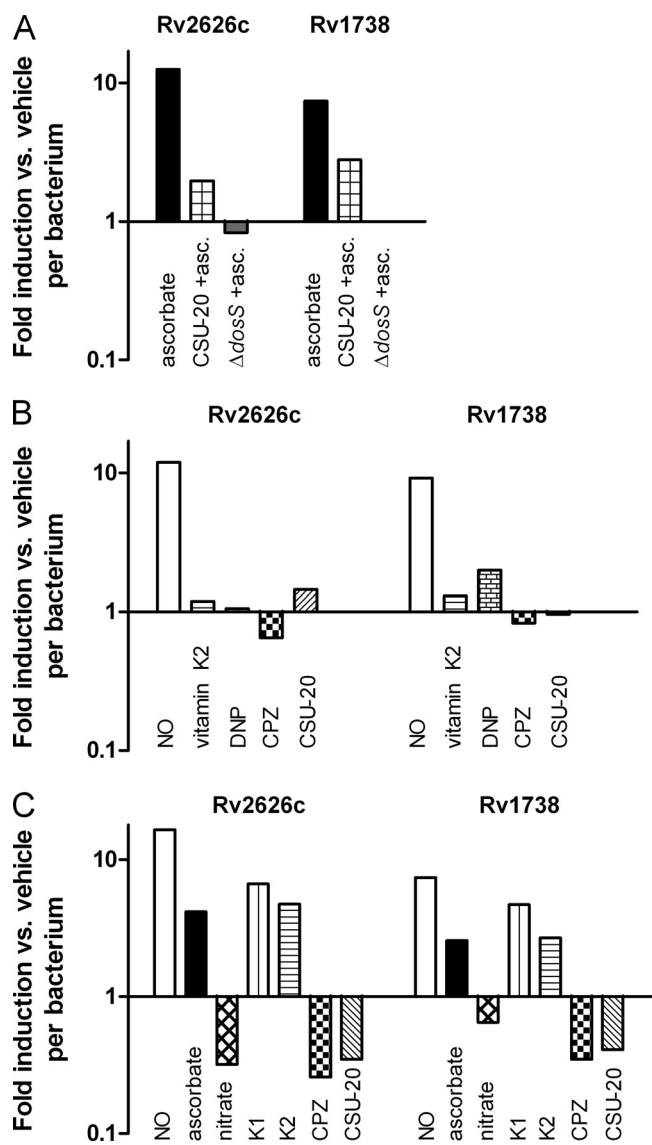 A
Rv2626c Rv1738
Fold induction vs. vehicle
per bacterium
10
1
0.1
ascorbate
CSU-20 +asc.
ΔdosS +asc.
ascorbate
CSU-20 +asc.
ΔdosS +asc.
B
Rv2626c Rv1738
Fold induction vs. vehicle
per bacterium
10
1
0.1
NO
vitamin K2
DNP
CPZ
CSU-20
NO
vitamin K2
DNP
CPZ
CSU-20
C
Rv2626c Rv1738
Fold induction vs. vehicle
per bacterium
10
1
0.1
NO
ascorbate
nitrate
K1
K2
CPZ
CSU-20
NO
ascorbate
nitrate
K1
K2
CPZ
CSU-20